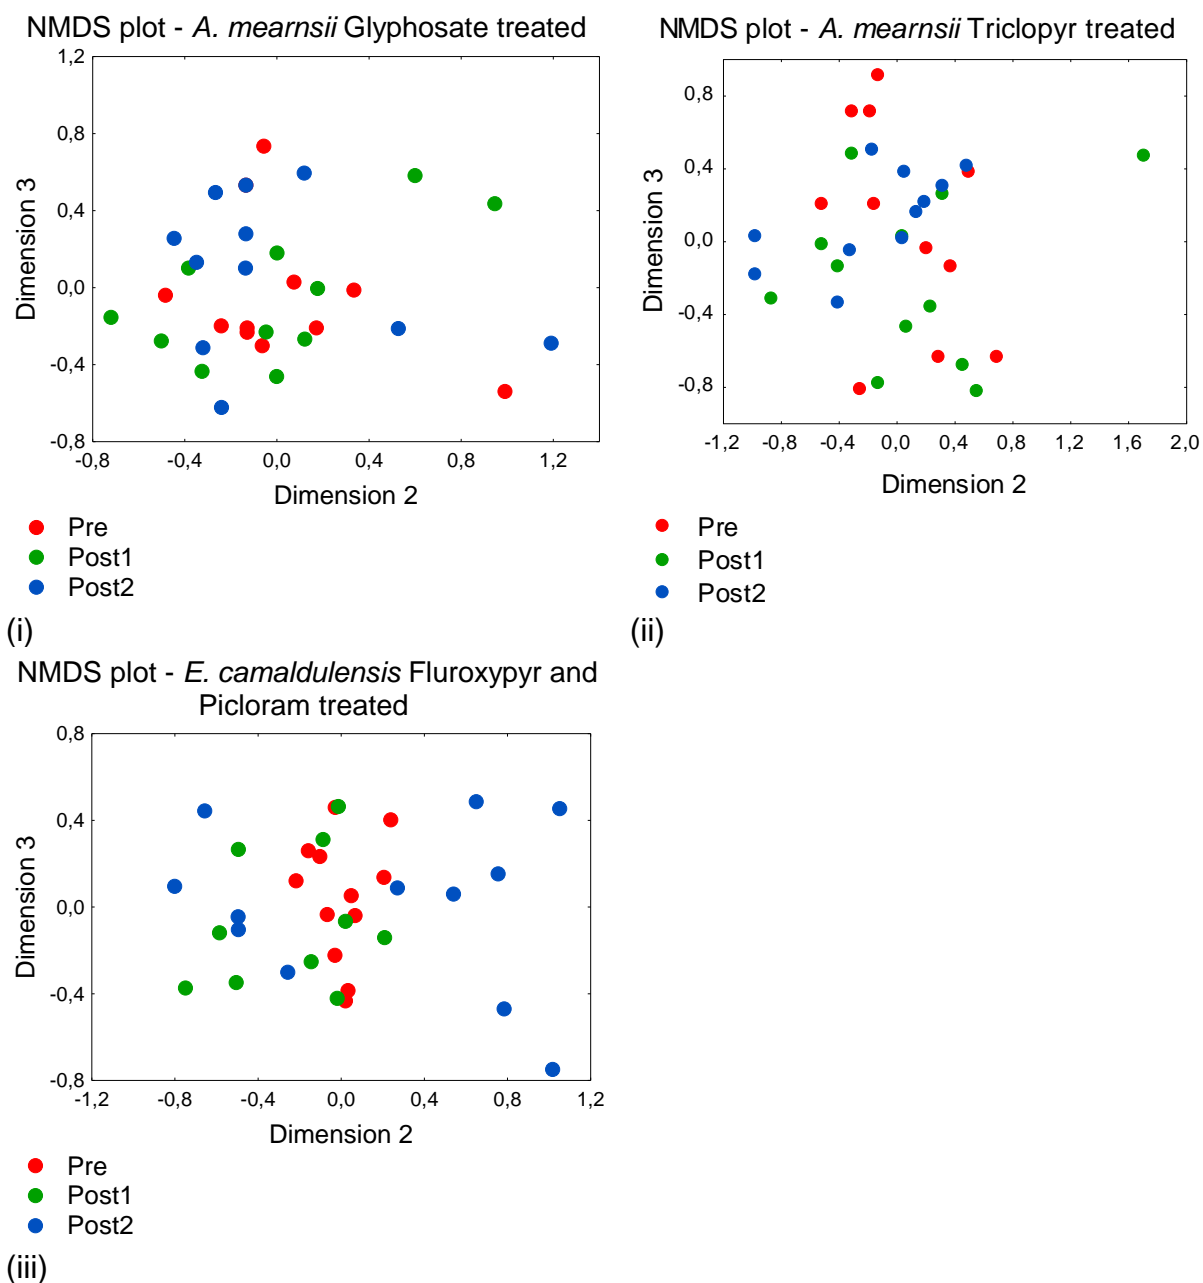 NMDS plot - A. mearnsii Glyphosate treated
1,2
0,8
0,4
0,0
-0,4
-0,8
Dimension 3
-0,8 -0,4 0,0 0,4 0,8 1,2
Dimension 2
Pre
Post1
Post2
(i)
NMDS plot - A. mearnsii Triclopyr treated
0,8
0,4
0,0
-0,4
-0,8
Dimension 3
-1,2 -0,8 -0,4 0,0 0,4 0,8 1,2 1,6 2,0
Dimension 2
Pre
Post1
Post2
(ii)
NMDS plot - E. camaldulensis Fluroxypyr and
Picloram treated
0,8
0,4
0,0
-0,4
-0,8
Dimension 3
-1,2 -0,8 -0,4 0,0 0,4 0,8 1,2
Dimension 2
Pre
Post1
Post2
(iii)